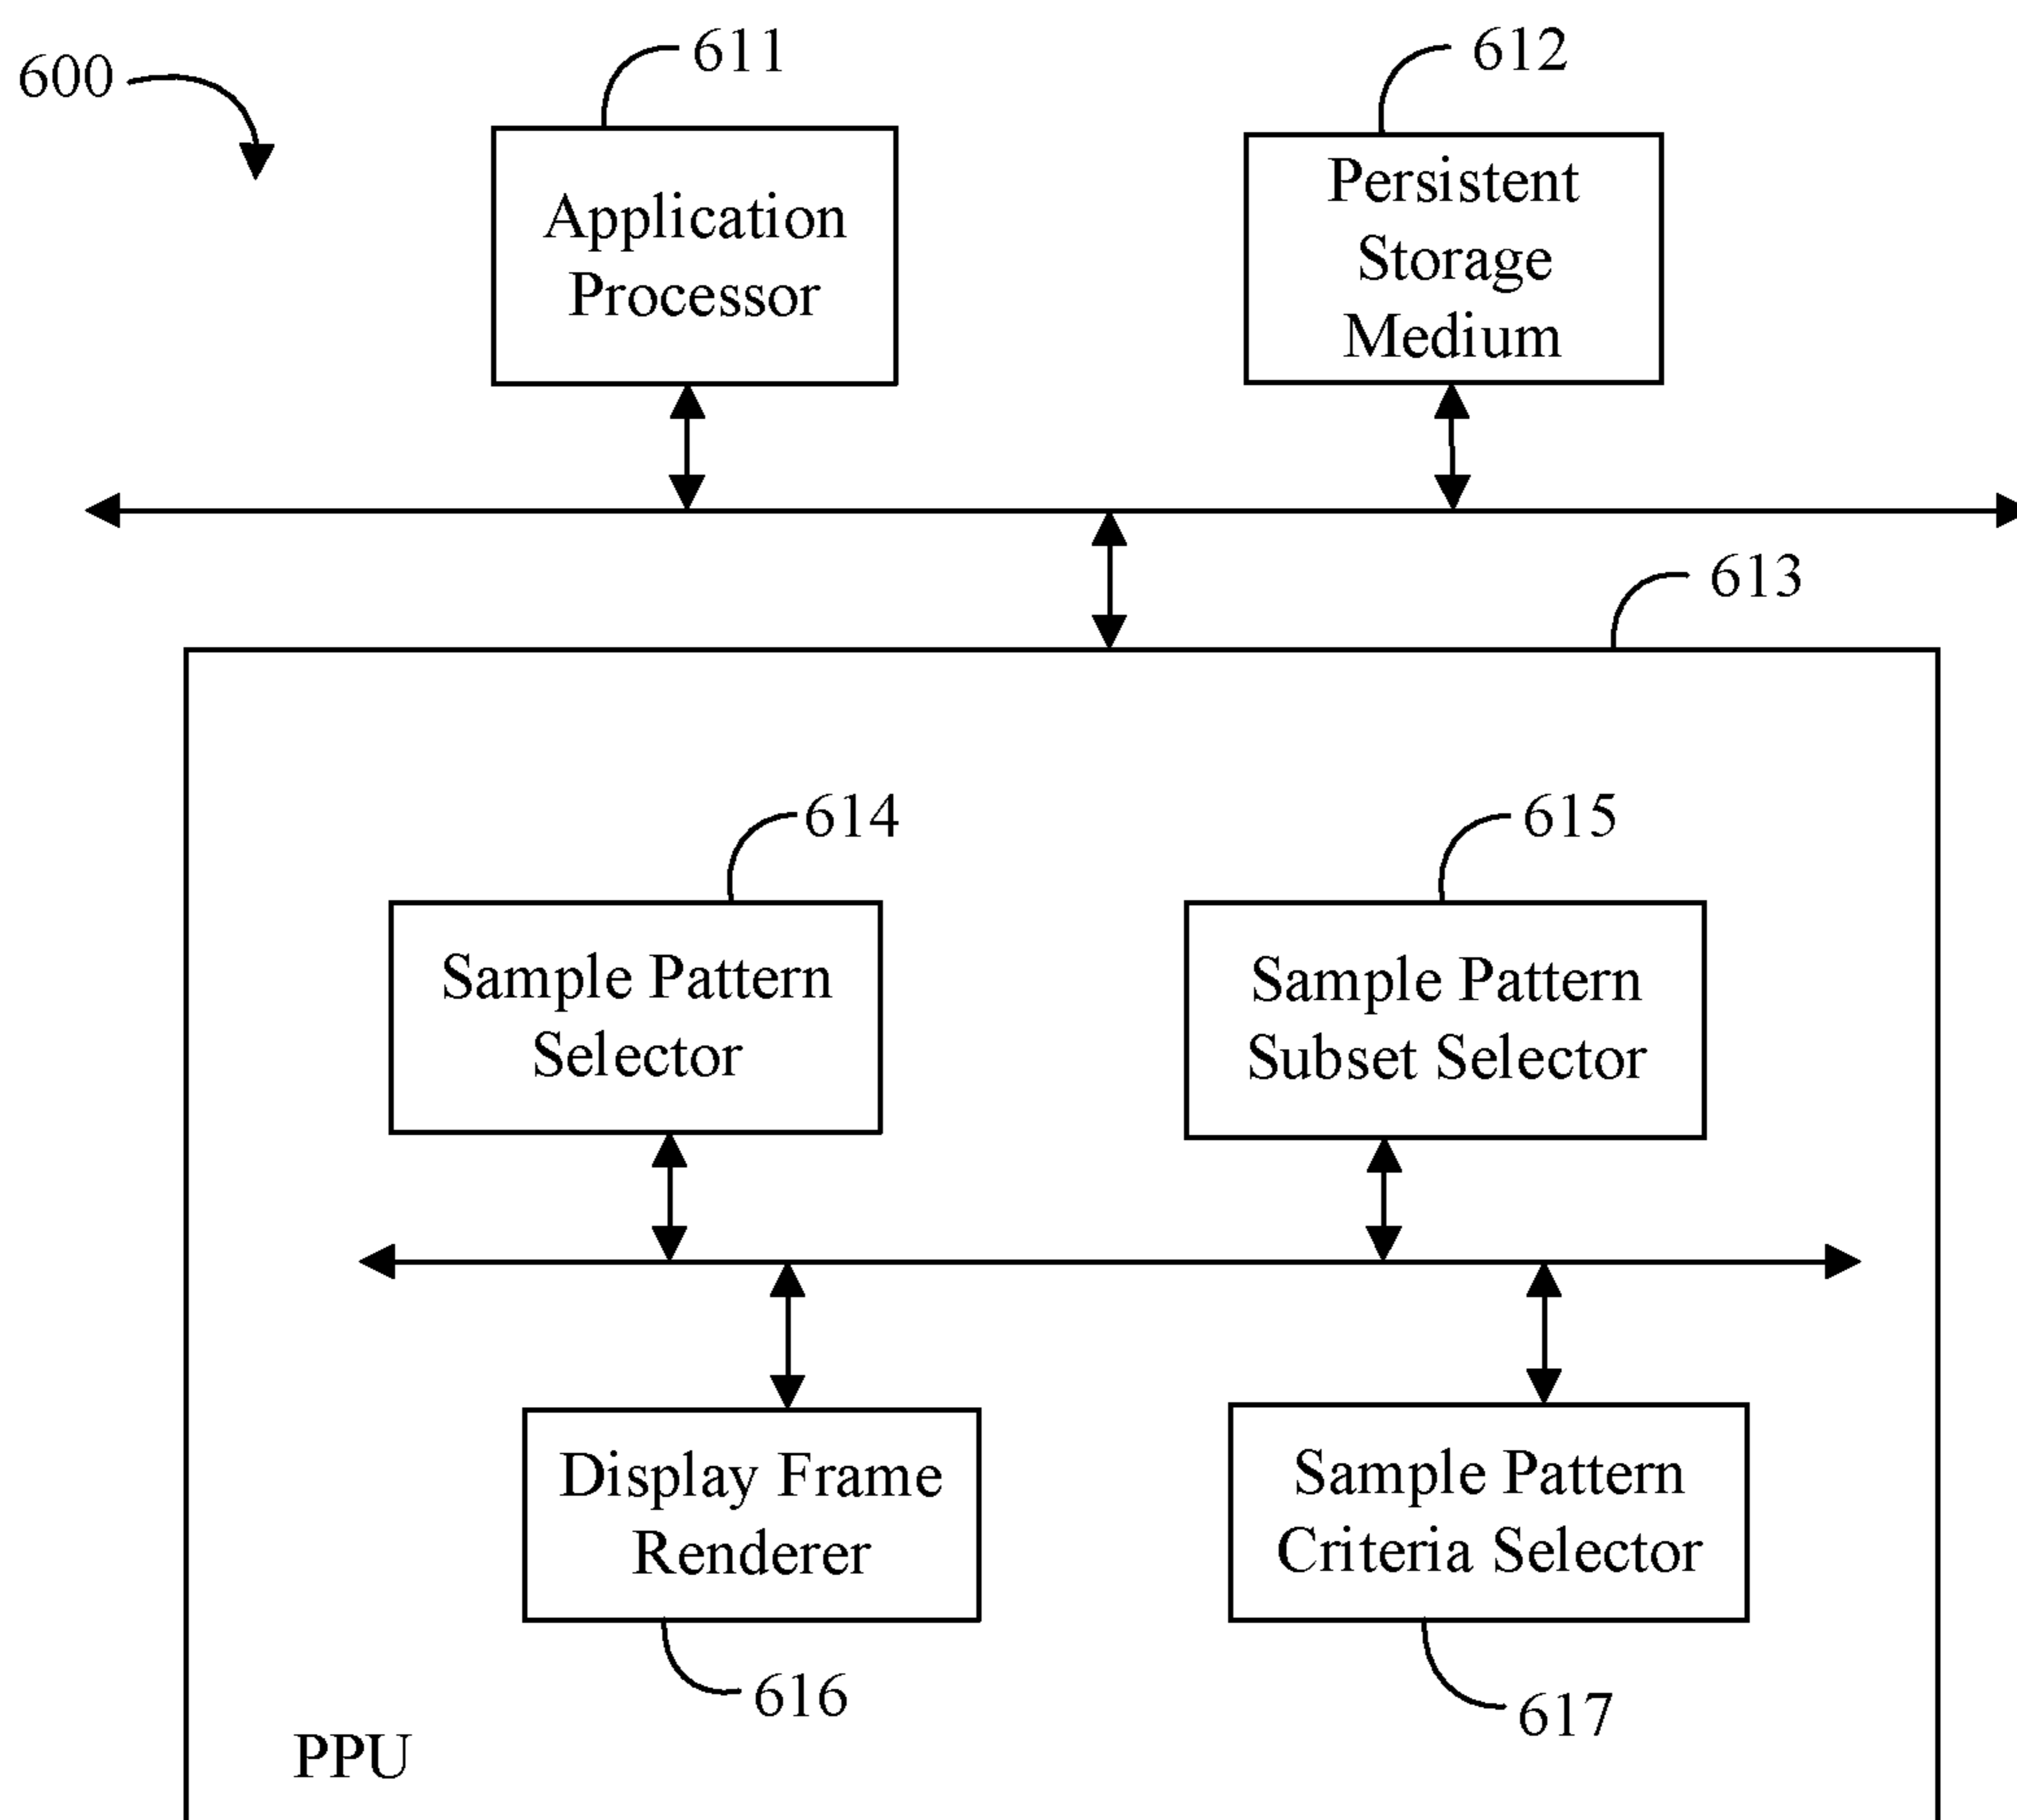 600
611
612
Application
Processor
Persistent
Storage
Medium
613
614
615
Sample Pattern
Selector
Sample Pattern
Subset Selector
Display Frame
Renderer
Sample Pattern
Criteria Selector
616
617
PPU